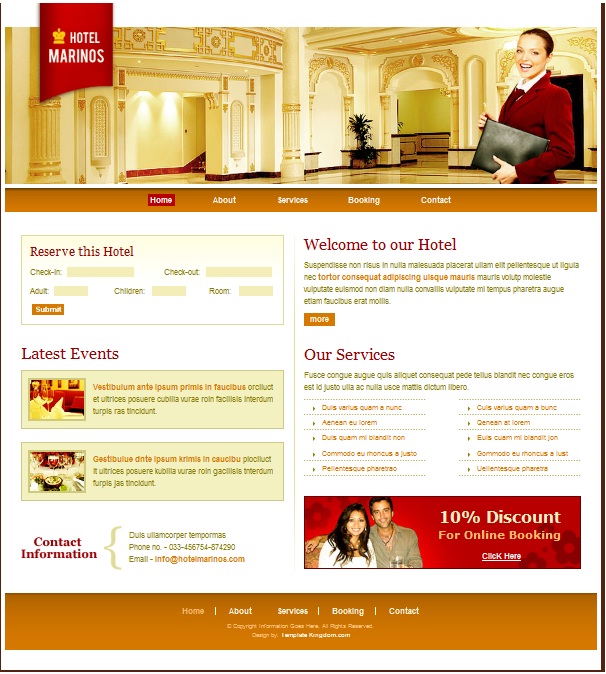 HOTEL
MARINOS
Home About Services Booking Contact
Reserve this Hotel
Check-in: Check-out:
Adult: Children: Room:
Submit
Welcome to our Hotel
Suspendisse non risus in nulla malesuada placerat ullam elit pellentesque ut ligula
nec tortor consequat adipiscing uisque mauris mauris volutp molestie
vulputate euismod non diam nulla convallis vulputate mi tempus pharetra augue
etiam faucibus erat mollis.
more
Latest Events
Vestibulum ante ipsum primis in faucibus orciluct
et ultrices posuere cubilia vurae roin facilisis interdum
turpis ras tincidunt.
Gestibulue dnte ipsum krimis in caucibu plociluct
It ultrices posuere kubilia vurae roin gacilisis tnterdum
furpis jas tincidunt.
Our Services
Fusce congue augue quis aliquet consequat pede tellus blandit nec congue eros
est id justo ulla ac nulla usce mattis dictum libero.
Duis varius quam a nunc
Aenean eu lorem
Duis quam mi blandit non
Commodo eu rhoncus a justo
Pellentesque pharetrao
Cuis varius quam a bunc
Qenean at lorem
Euis cuam mi blandit jon
Gommodo eu rhoncus a iust
Uellentesque pharetra
Contact
Information
Duis ullamcorper tempormas
Phone no. - 033-456754-874290
Email - info@hotelmarinos.com
10% Discount
For Online Booking
Click Here
Home About Services Booking Contact
© Copyright Information Goes Here. All Rights Reserved.
Design by: Template Kingdom.com